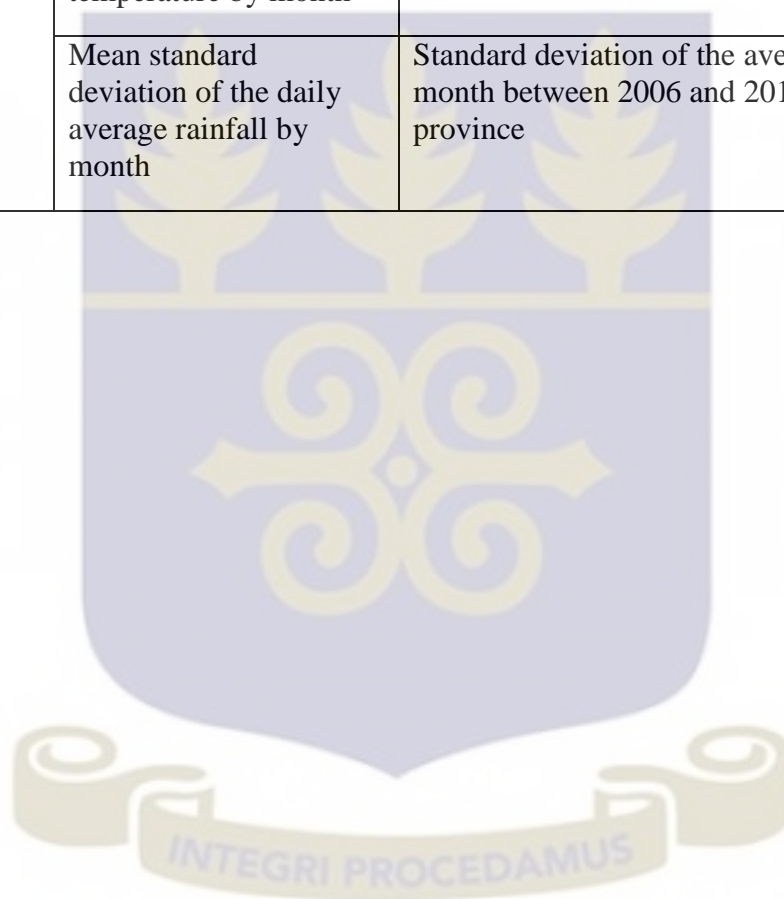 temperature by month
Mean standard
deviation of the daily
average rainfall by
month
Standard deviation of the ave
month between 2006 and 201
province
INTEGRI PROCEDAMUS